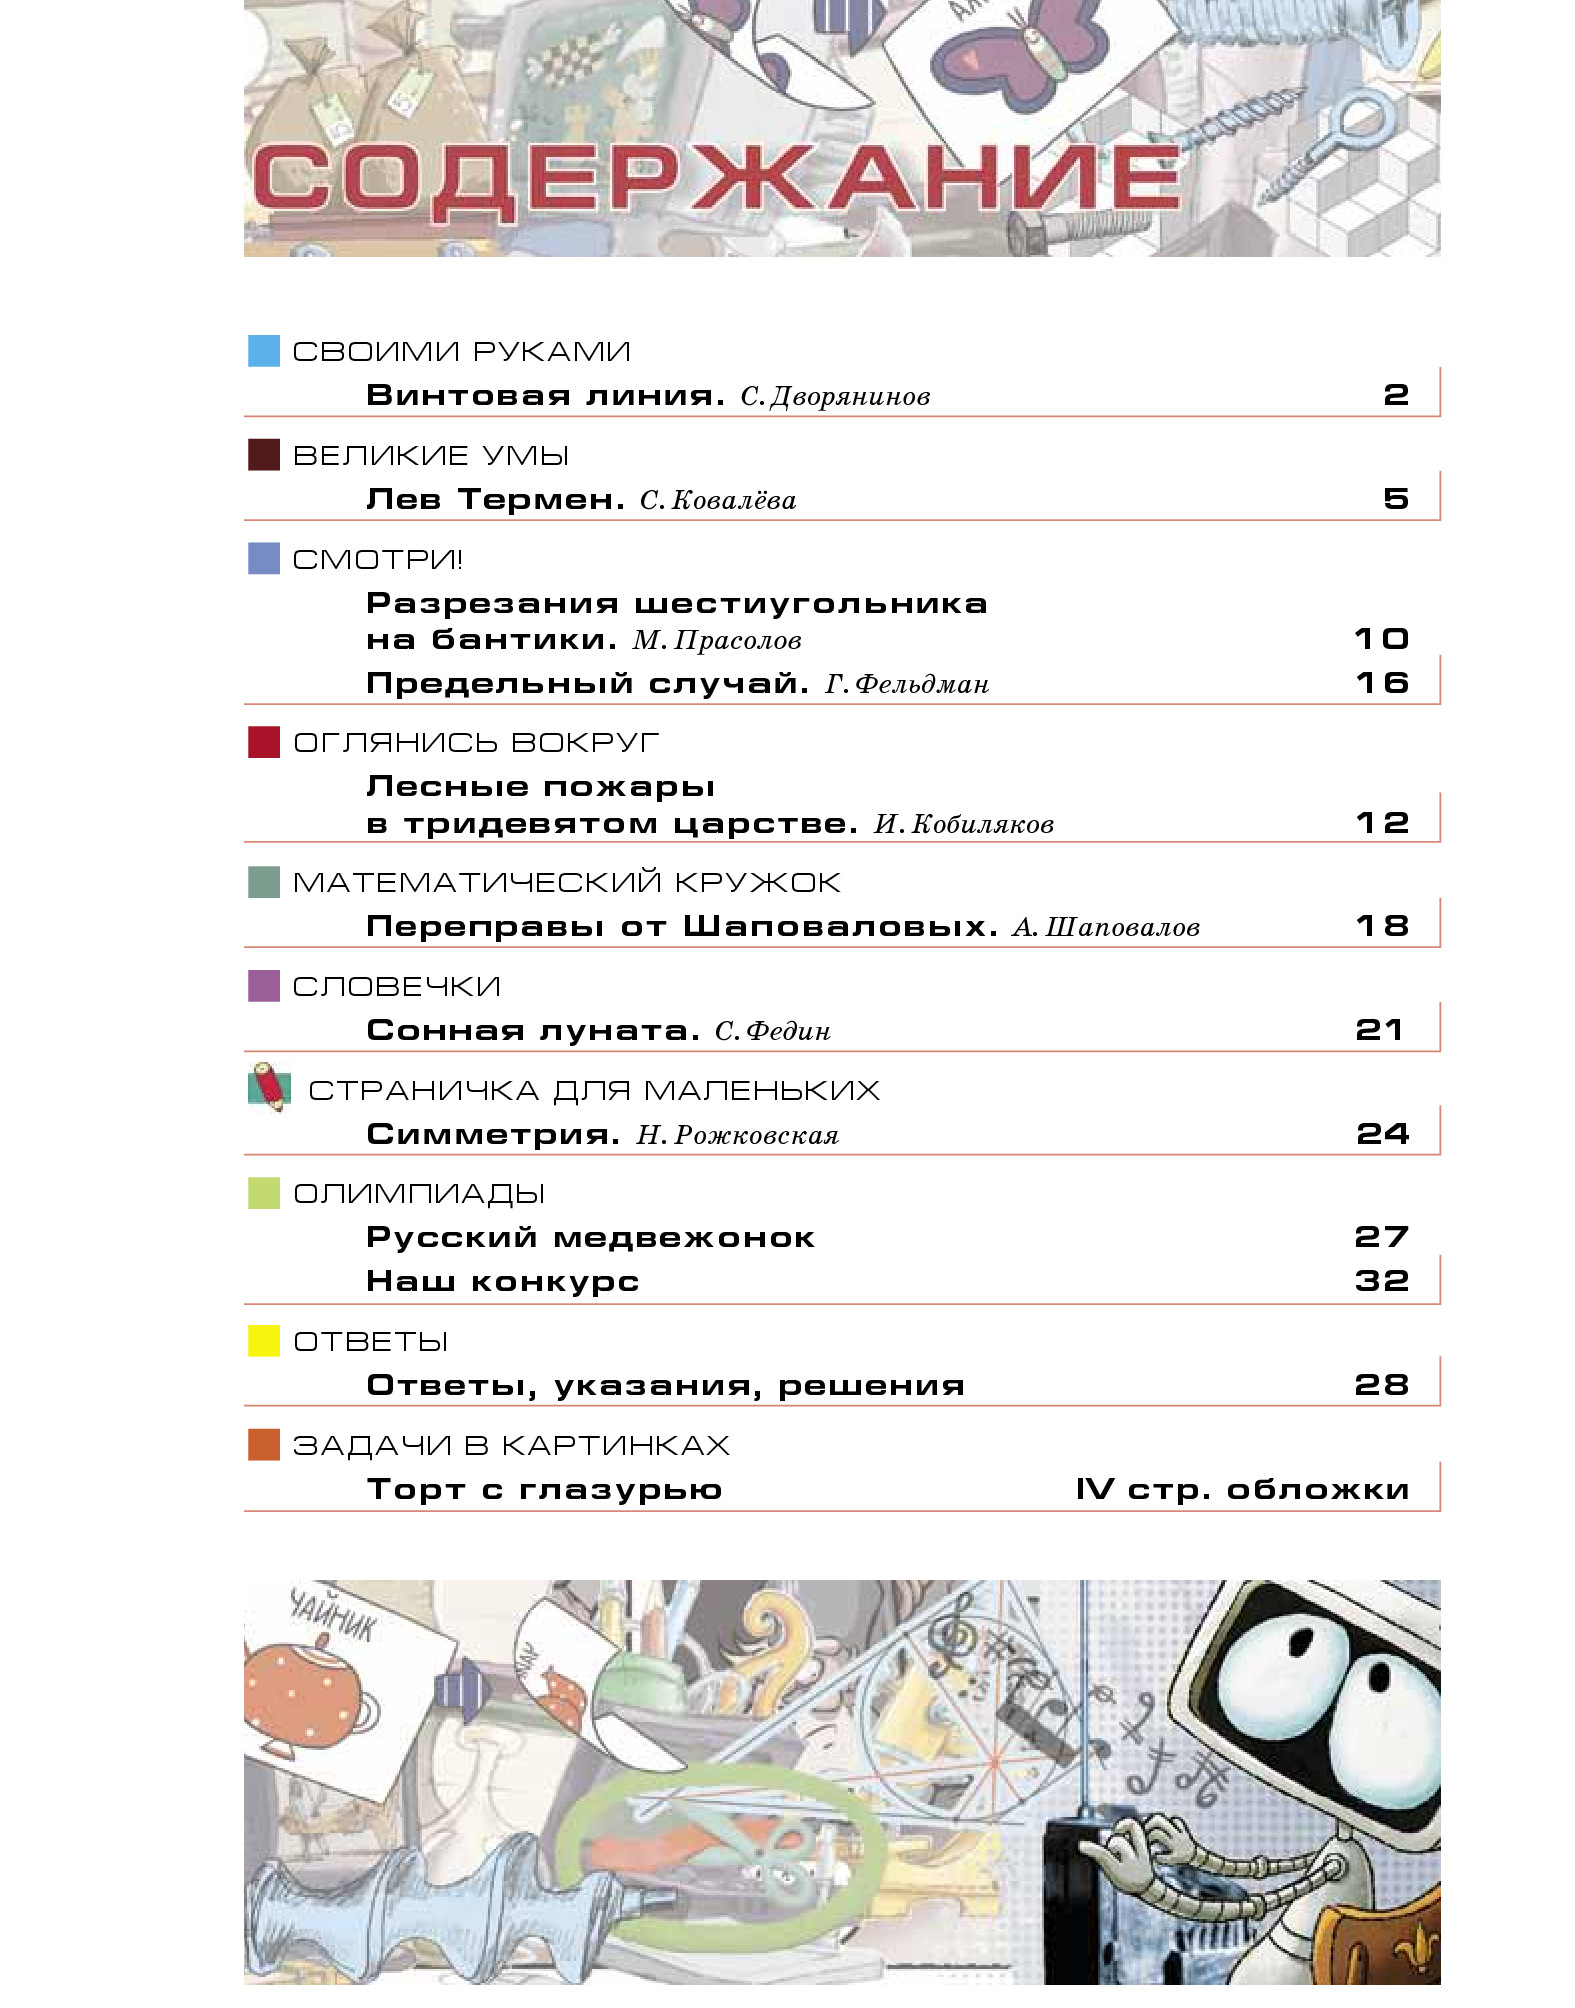 СОДЕРЖАНИЕ
СВОИМИ РУКАМИ
Винтовая линия. С. Дворянинов 2
ВЕЛИКИЕ УМЫ
Лев Термен. С. Ковалёва 5
СМОТРИ!
Разрезания шестиугольника
на бантики. М. Прасолов 10
Предельный случай. Г. Фельдман 16
ОГЛЯНИСЬ ВОКРУГ
Лесные пожары
в тридевятом царстве. И. Кобиляков 12
МАТЕМАТИЧЕСКИЙ КРУЖОК
Переправы от Шаповаловых. А. Шаповалов 18
СЛОВЕЧКИ
Сонная луната. С. Федин 21
СТРАНИЧКА ДЛЯ МАЛЕНЬКИХ
Симметрия. Н. Рожковская 24
ОЛИМПИАДЫ
Русский медвежонок 27
Наш конкурс 32
ОТВЕТЫ
Ответы, указания, решения 28
ЗАДАЧИ В КАРТИНКАХ
Торт с глазурью IV стр. обложки
ЧАЙНИК